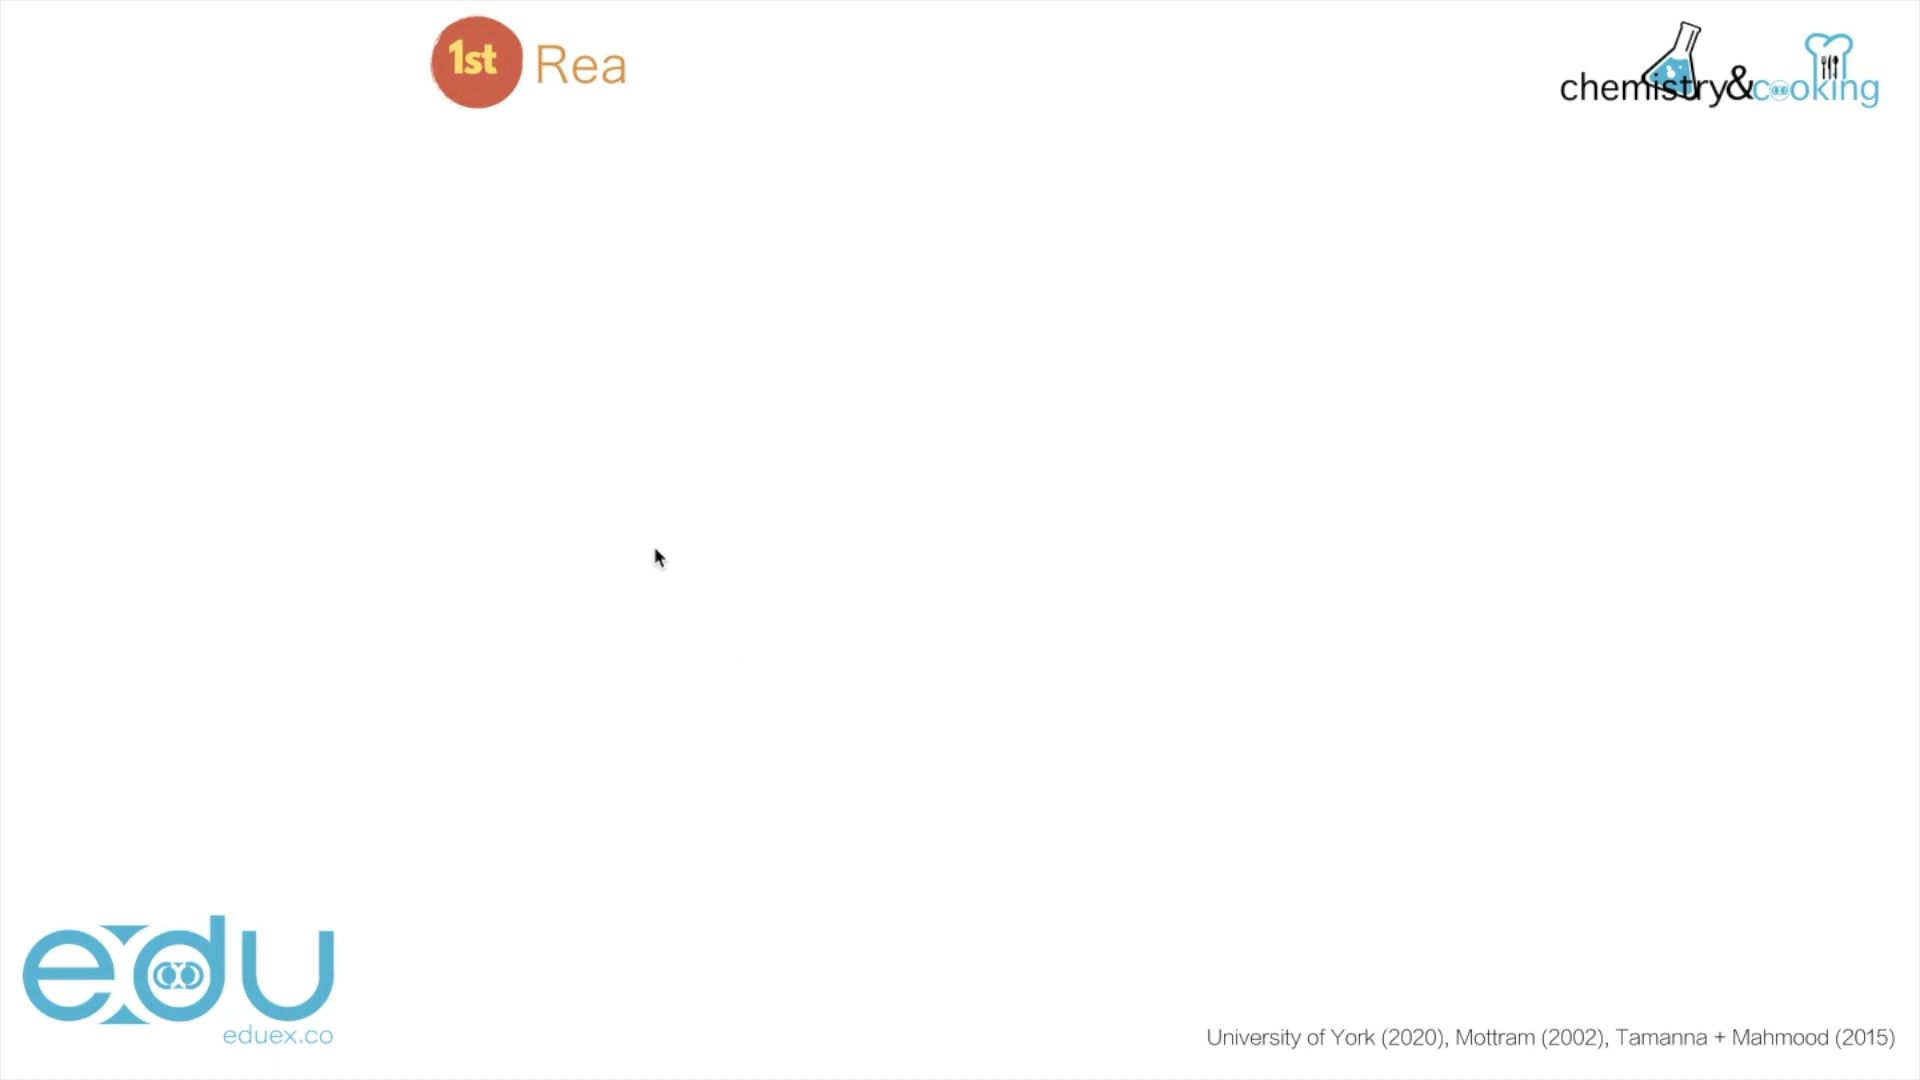 1st Rea
chemistry&cooking
edu
eduex.co
University of York (2020), Mottram (2002), Tamanna + Mahmood (2015)